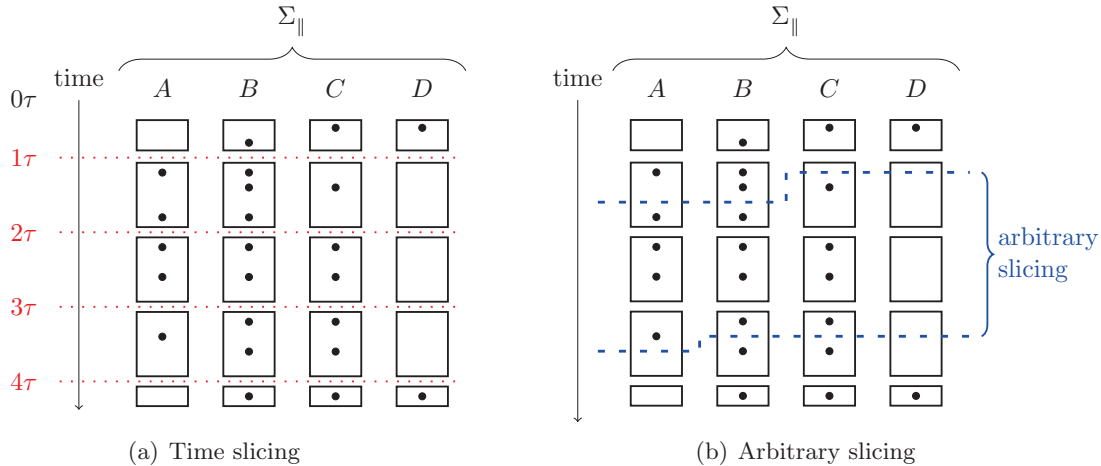 Σ∥ Σ∥
time time
A B C D A B C D
0τ
1τ
2τ
arbitrary
slicing
3τ
4τ
(a) Time slicing (b) Arbitrary slicing